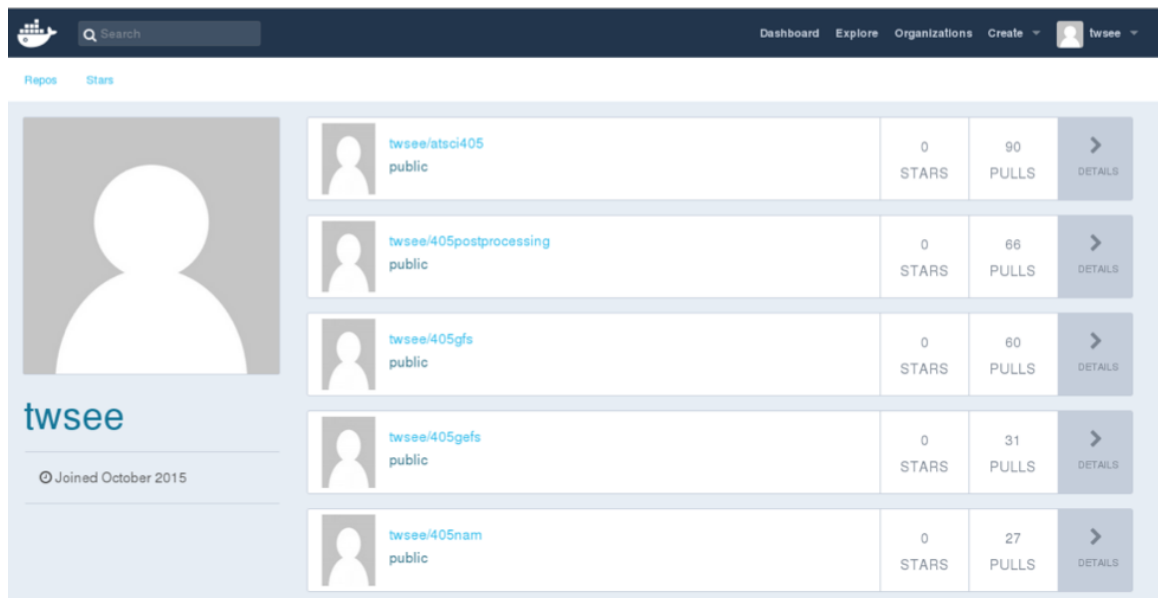 Search
Dashboard Explore Organizations Create twsee
Repos Stars
twsee
Joined October 2015
twsee/atsci405
public
0 STARS
90 PULLS
DETAILS
twsee/405postprocessing
public
0 STARS
66 PULLS
DETAILS
twsee/405gfs
public
0 STARS
60 PULLS
DETAILS
twsee/405gefs
public
0 STARS
31 PULLS
DETAILS
twsee/405nam
public
0 STARS
27 PULLS
DETAILS